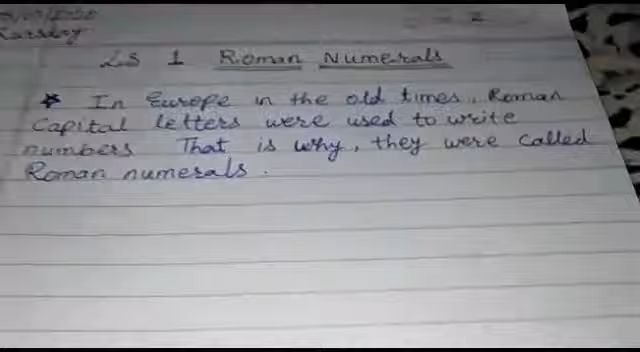 Ls 1 Roman Numerals
* In Europe in the old times, Roman
Capital letters were used to write
numbers That is why, they were called
Roman numerals.